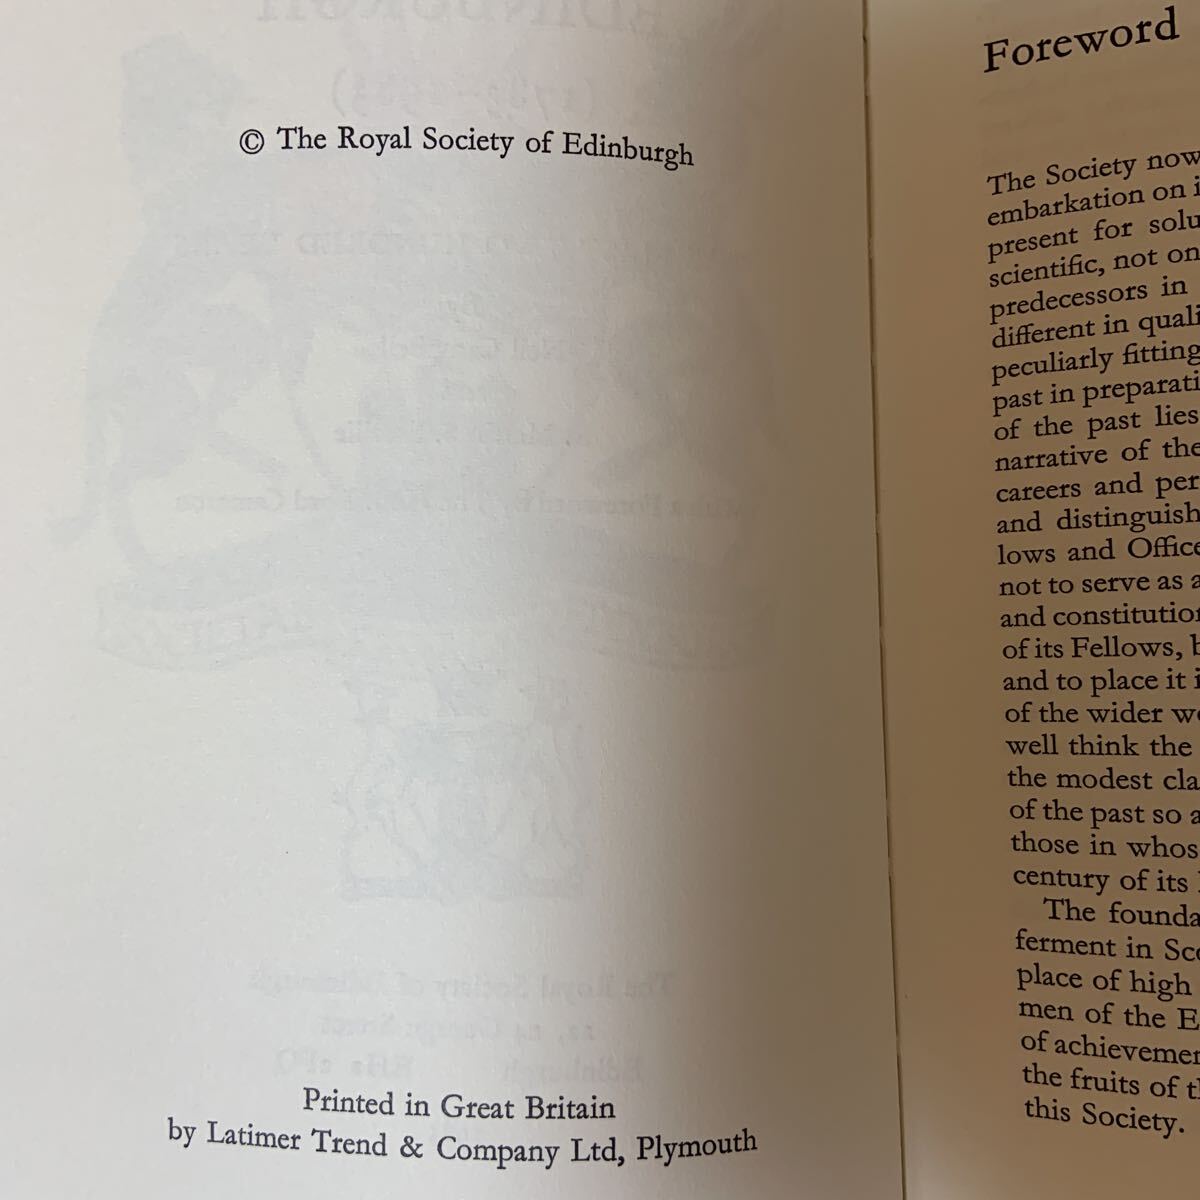 © The Royal Society of Edinburgh
Printed in Great Britain
by Latimer Trend & Company Ltd, Plymouth
Foreword
The Society now
embarkation on i
present for solu
scientific, not on
predecessors in
different in quali
peculiarly fitting
past in preparati
of the past lies
narrative of the
careers and per
and distinguish
lows and Office
not to serve as a
and constitution
of its Fellows, b
and to place it i
of the wider wo
well think the
the modest cla
of the past so a
those in whos
century of its
The founda
ferment in Sco
place of high
men of the E
of achievemen
the fruits of th
this Society.